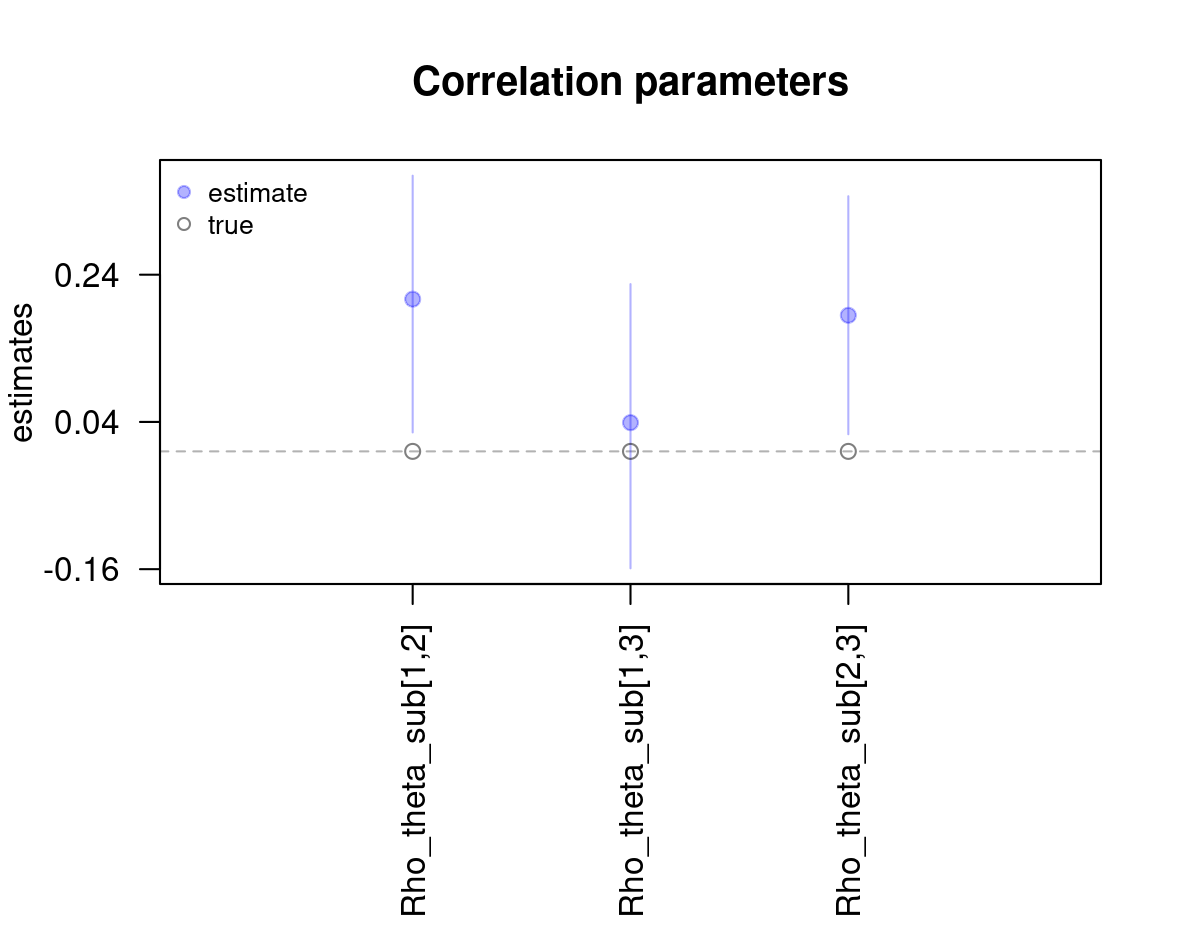 Correlation parameters
estimate
true
estimates
0.24
0.04
-0.16
Rho_theta_sub[1,2]
Rho_theta_sub[1,3]
Rho_theta_sub[2,3]